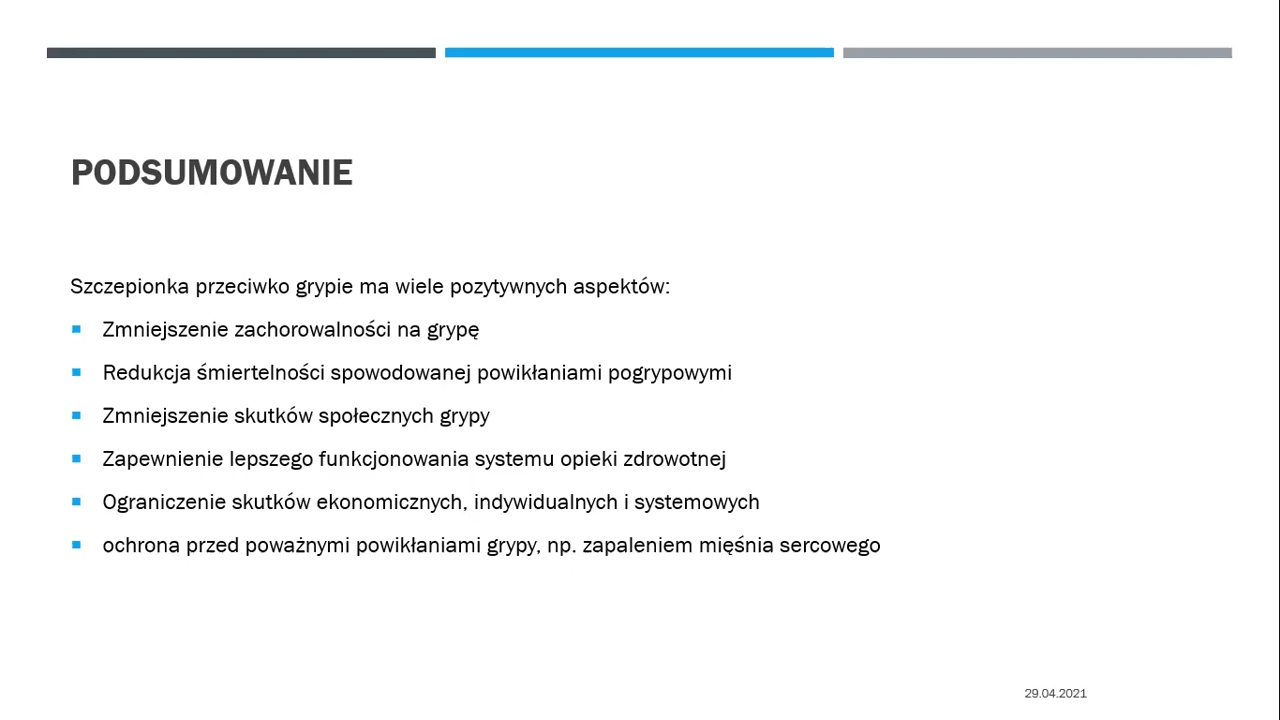 PODSUMOWANIE
Szczepionka przeciwko grypie ma wiele pozytywnych aspektów:
Zmniejszenie zachorowalności na grypę
Redukcja śmiertelności spowodowanej powikłaniami pogrypowymi
Zmniejszenie skutków społecznych grypy
Zapewnienie lepszego funkcjonowania systemu opieki zdrowotnej
Ograniczenie skutków ekonomicznych, indywidualnych i systemowych
ochrona przed poważnymi powikłaniami grypy, np. zapaleniem mięśnia sercowego
29.04.2021